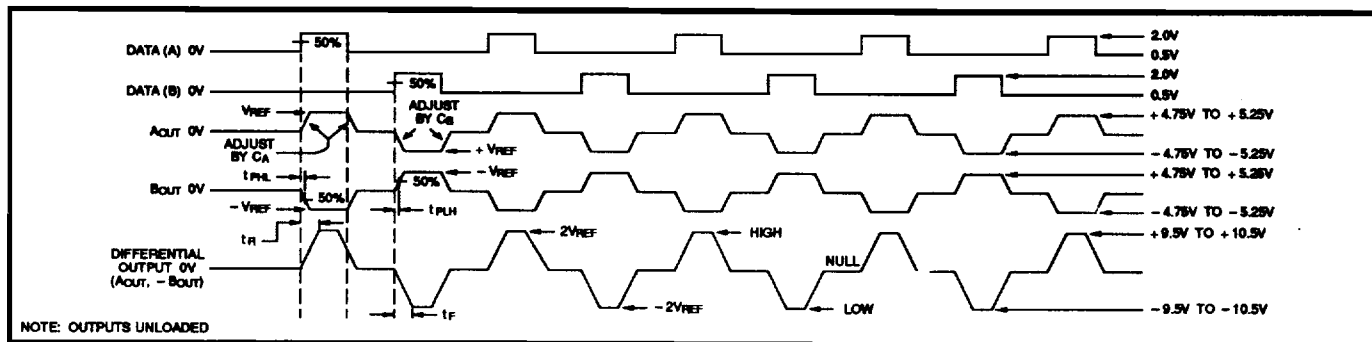 DATA (A) 0V
50%
2.0V
0.5V
DATA (B) 0V
50%
2.0V
0.5V
VREF
AOUT 0V
ADJUST
BY CA
ADJUST
BY CB
+ VREF
+ 4.75V TO + 5.25V
- 4.75V TO - 5.25V
tPHL
BOUT 0V
50%
- VREF
50%
- VREF
tPLH
+ 4.75V TO + 5.25V
- 4.75V TO - 5.25V
tR
DIFFERENTIAL
OUTPUT 0V
(AOUT, - BOUT)
2VREF
HIGH
NULL
+ 9.5V TO + 10.5V
tF
- 2VREF
LOW
- 9.5V TO - 10.5V
NOTE: OUTPUTS UNLOADED